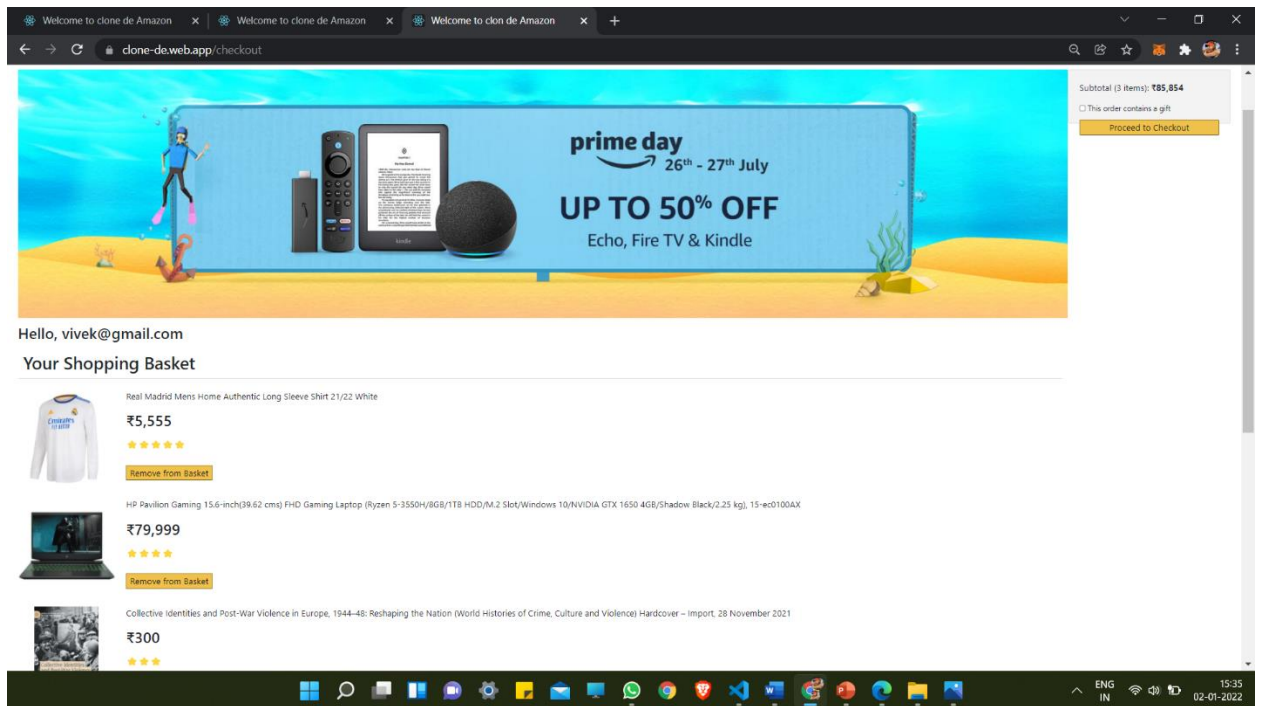 Welcome to clone de Amazon
Welcome to clone de Amazon
Welcome to clon de Amazon
clone-de.web.app/checkout
prime day
26th - 27th July
UP TO 50% OFF
Echo, Fire TV & Kindle
kindle
Subtotal (3 items): ₹85,854
This order contains a gift
Proceed to Checkout
Hello, vivek@gmail.com
Your Shopping Basket
Real Madrid Mens Home Authentic Long Sleeve Shirt 21/22 White
₹5,555
Remove from Basket
HP Pavilion Gaming 15.6-inch(39.62 cms) FHD Gaming Laptop (Ryzen 5-3550H/8GB/1TB HDD/M.2 Slot/Windows 10/NVIDIA GTX 1650 4GB/Shadow Black/2.25 kg), 15-ec0100AX
₹79,999
Remove from Basket
Collective Identities and Post-War Violence in Europe, 1944–48: Reshaping the Nation (World Histories of Crime, Culture and Violence) Hardcover – Import, 28 November 2021
₹300
ENG
IN
15:35
02-01-2022